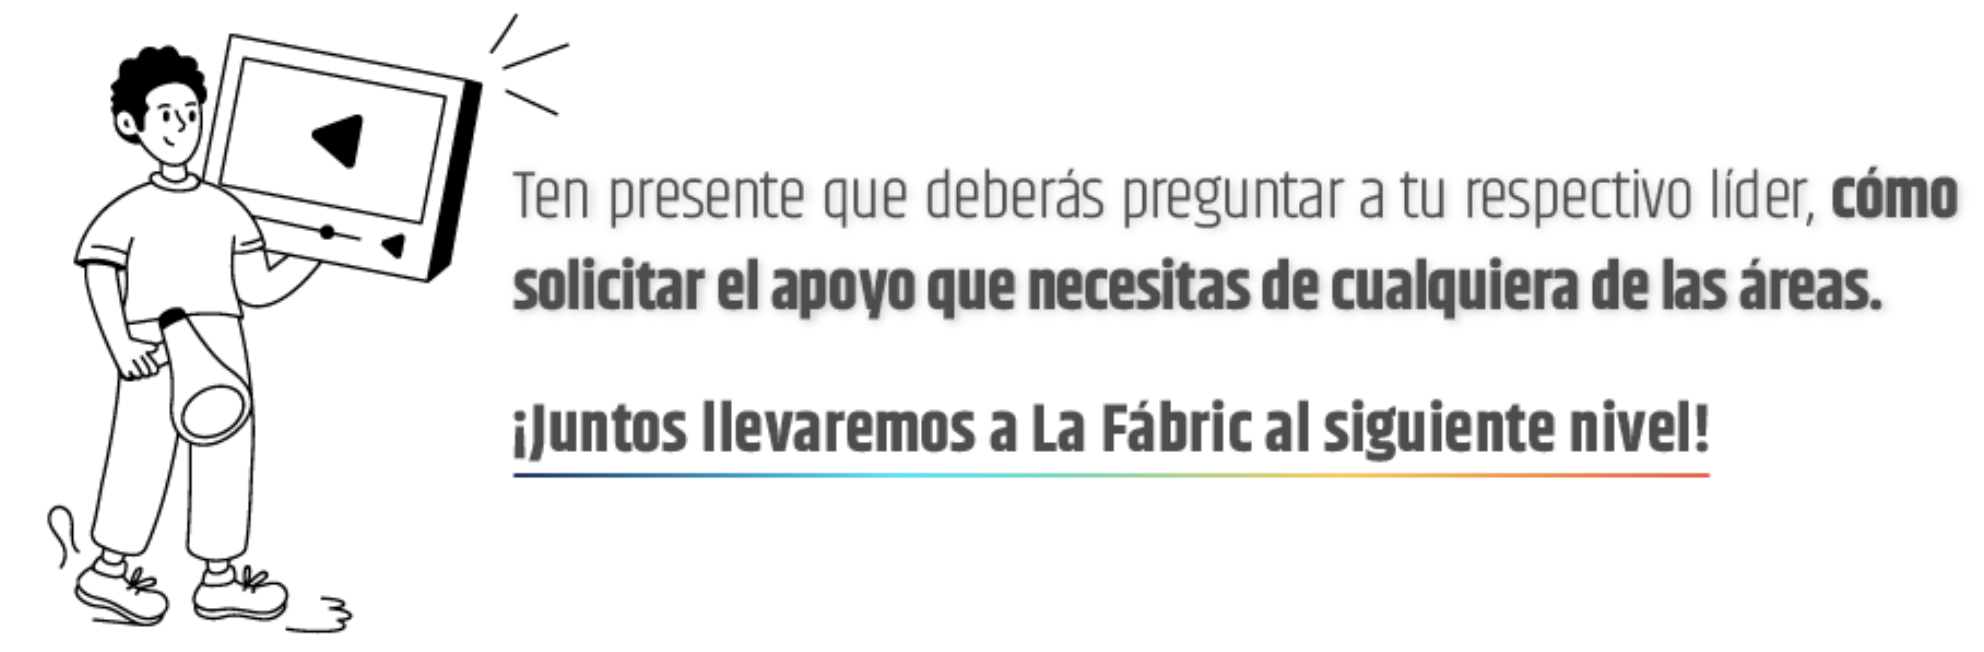 Ten presente que deberás preguntar a tu respectivo líder, cómo
solicitar el apoyo que necesitas de cualquiera de las áreas.
¡Juntos llevaremos a La Fábric al siguiente nivel!